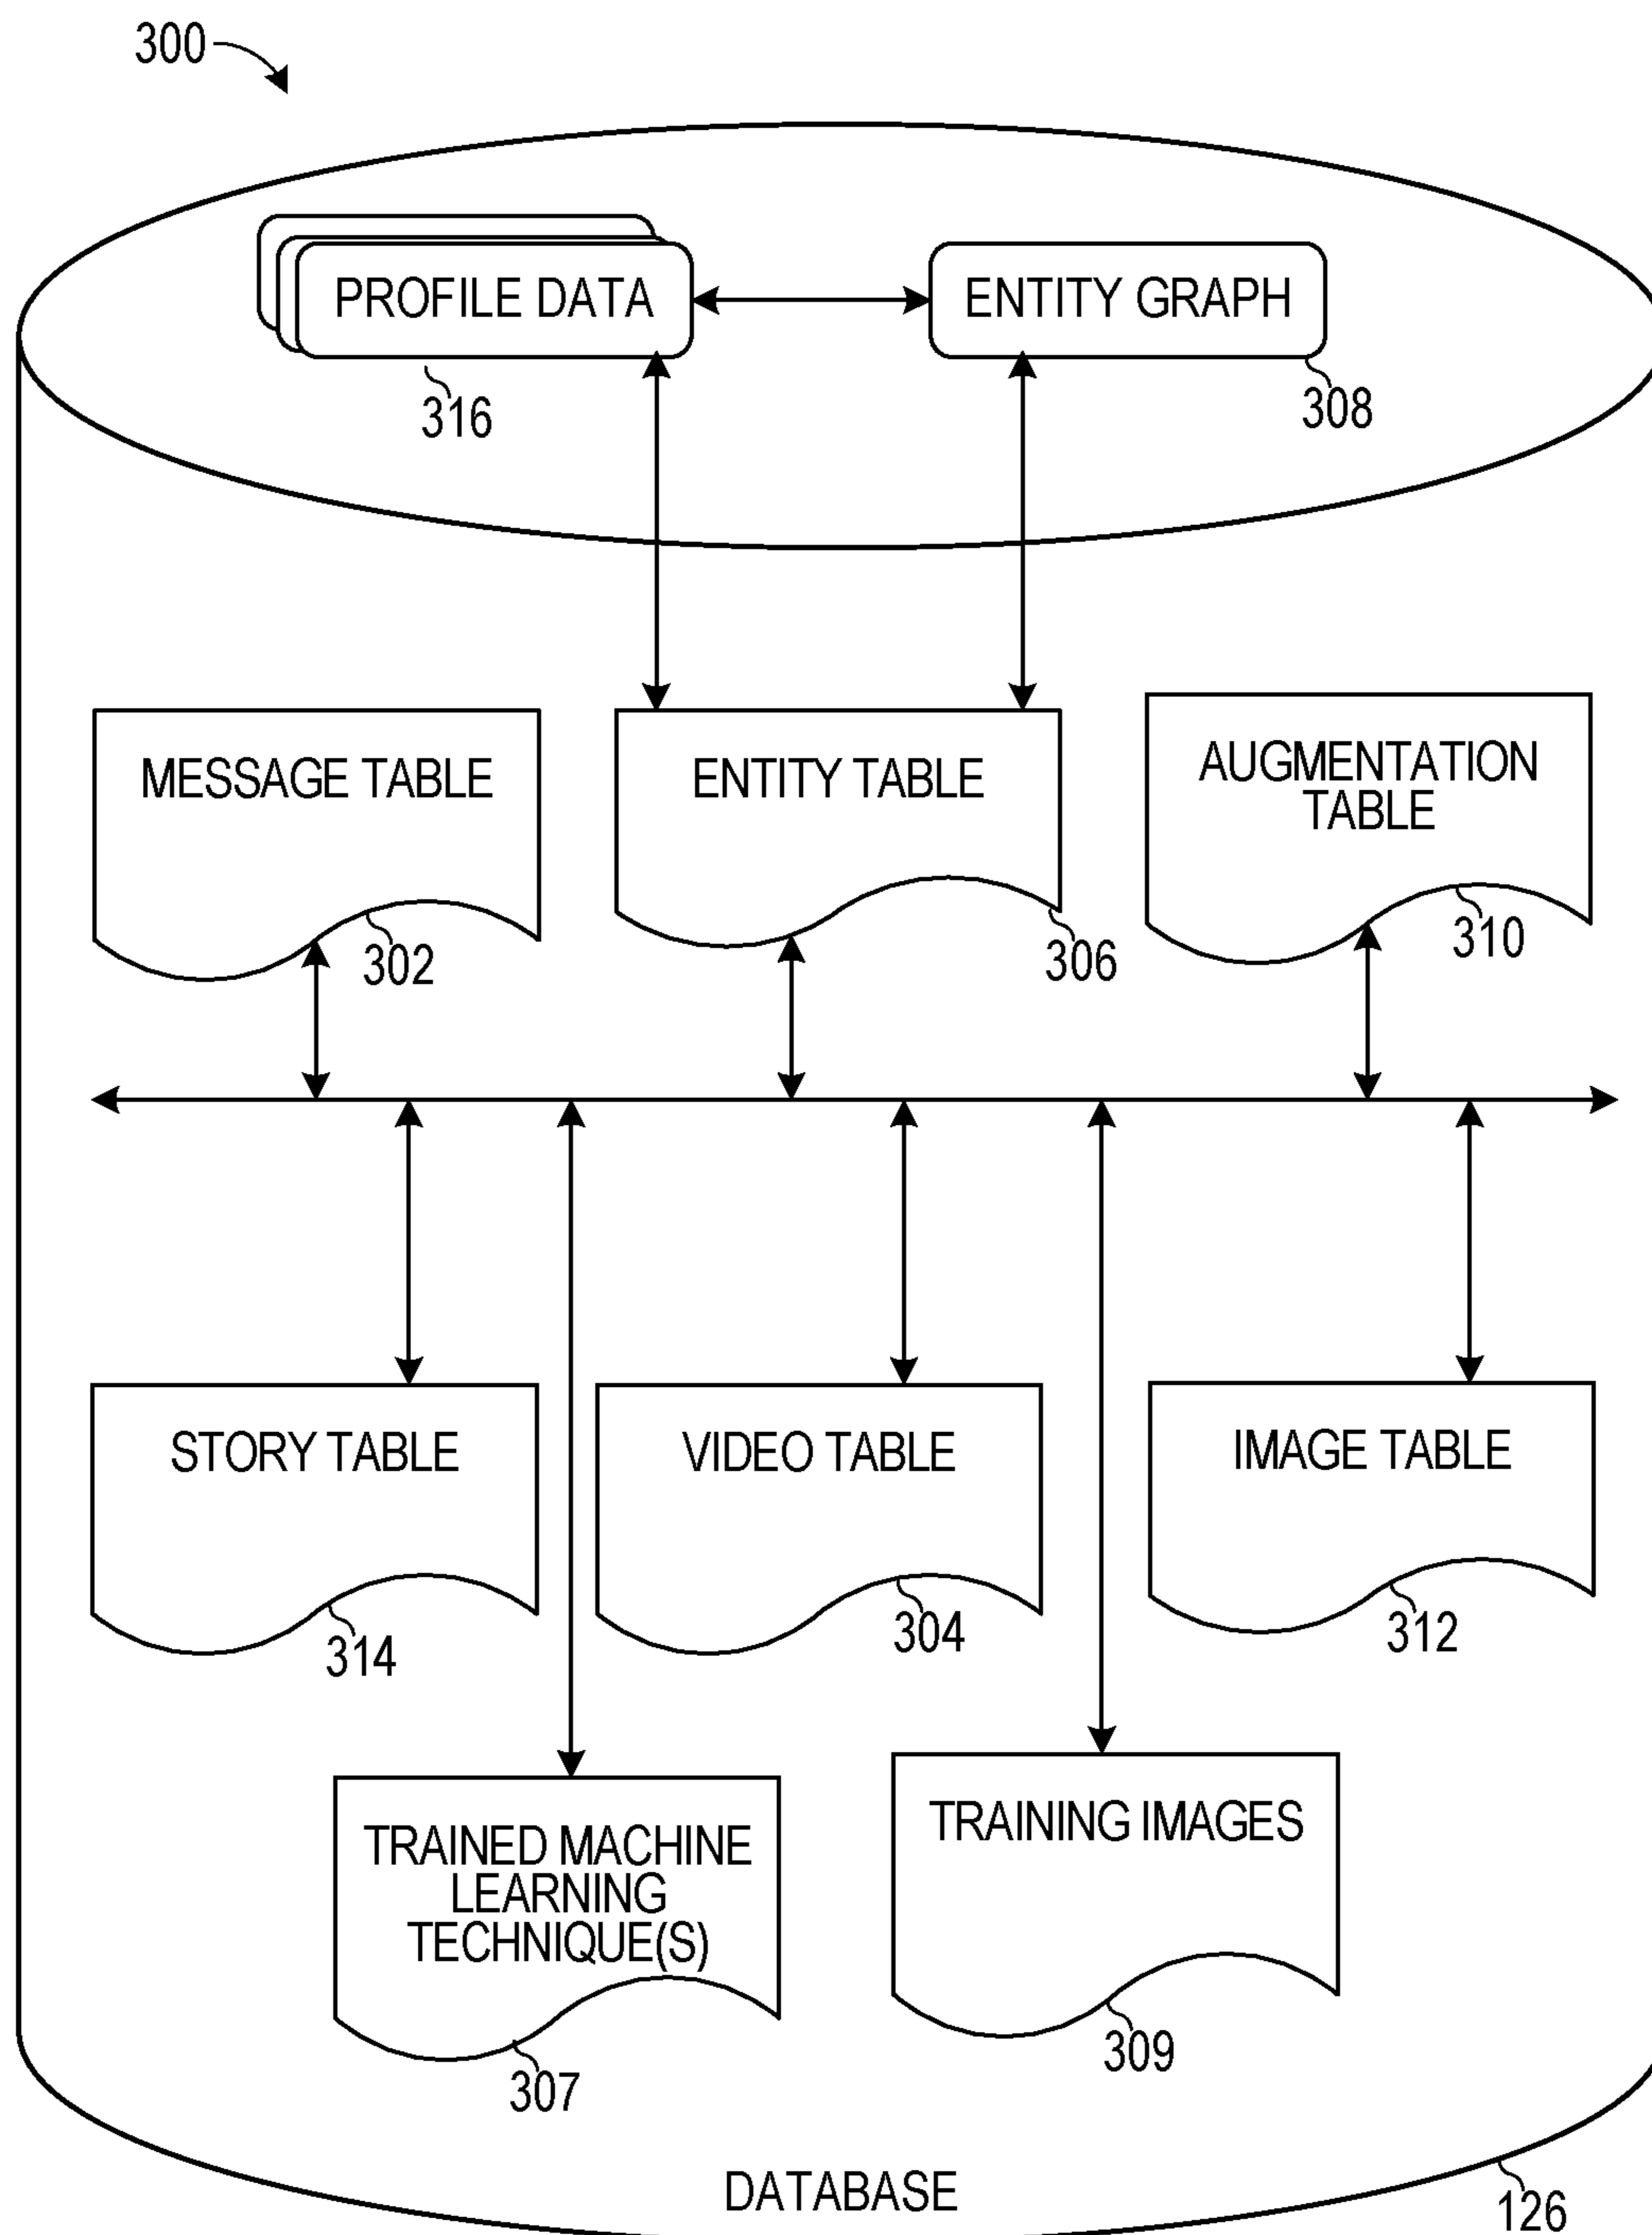 300
PROFILE DATA
ENTITY GRAPH
316
308
MESSAGE TABLE
ENTITY TABLE
AUGMENTATION
TABLE
302
306
310
STORY TABLE
VIDEO TABLE
IMAGE TABLE
314
304
312
TRAINED MACHINE
LEARNING
TECHNIQUE(S)
TRAINING IMAGES
307
309
DATABASE
126